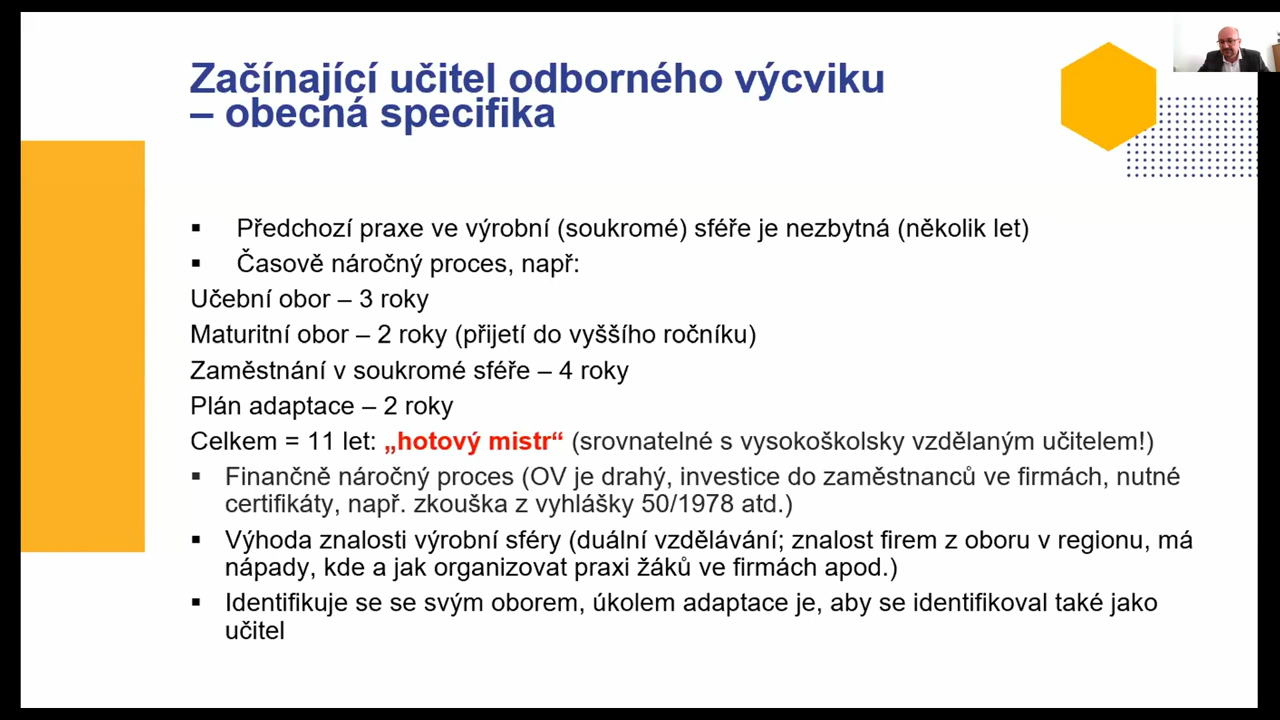 Začínající učitel odborného výcviku
– obecná specifika
▪ Předchozí praxe ve výrobní (soukromé) sféře je nezbytná (několik let)
▪ Časově náročný proces, např:
Učební obor – 3 roky
Maturitní obor – 2 roky (přijetí do vyššího ročníku)
Zaměstnání v soukromé sféře – 4 roky
Plán adaptace – 2 roky
Celkem = 11 let: „hotový mistr“ (srovnatelné s vysokoškolsky vzdělaným učitelem!)
▪ Finančně náročný proces (OV je drahý, investice do zaměstnanců ve firmách, nutné
certifikáty, např. zkouška z vyhlášky 50/1978 atd.)
▪ Výhoda znalosti výrobní sféry (duální vzdělávání; znalost firem z oboru v regionu, má
nápady, kde a jak organizovat praxi žáků ve firmách apod.)
▪ Identifikuje se se svým oborem, úkolem adaptace je, aby se identifikoval také jako
učitel